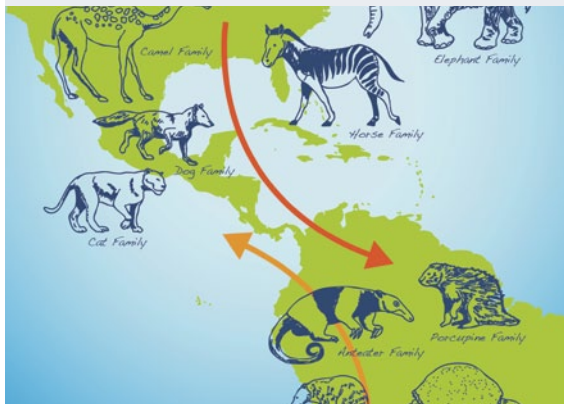 Camel Family
Elephant Family
Horse Family
Dog Family
Cat Family
Porcupine Family
Anteater Family